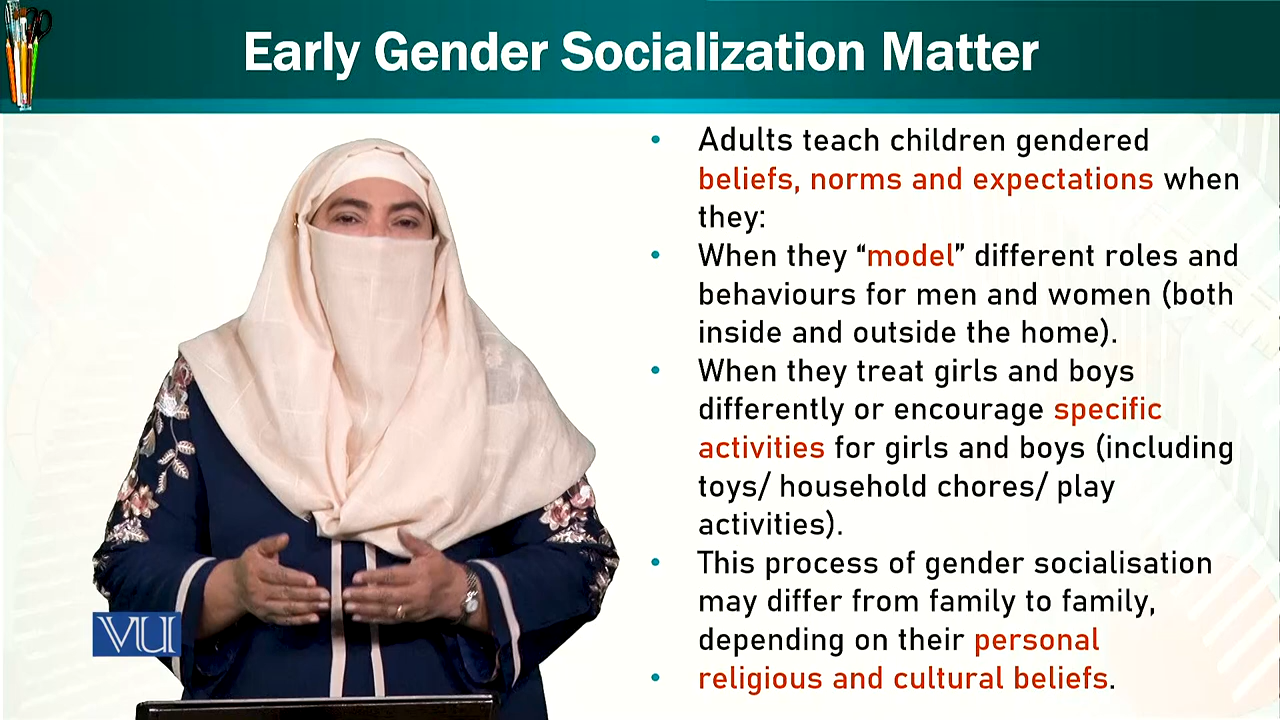 Early Gender Socialization Matter
• Adults teach children gendered
beliefs, norms and expectations when
they:
• When they “model” different roles and
behaviours for men and women (both
inside and outside the home).
• When they treat girls and boys
differently or encourage specific
activities for girls and boys (including
toys/ household chores/ play
activities).
• This process of gender socialisation
may differ from family to family,
depending on their personal
• religious and cultural beliefs.
VU